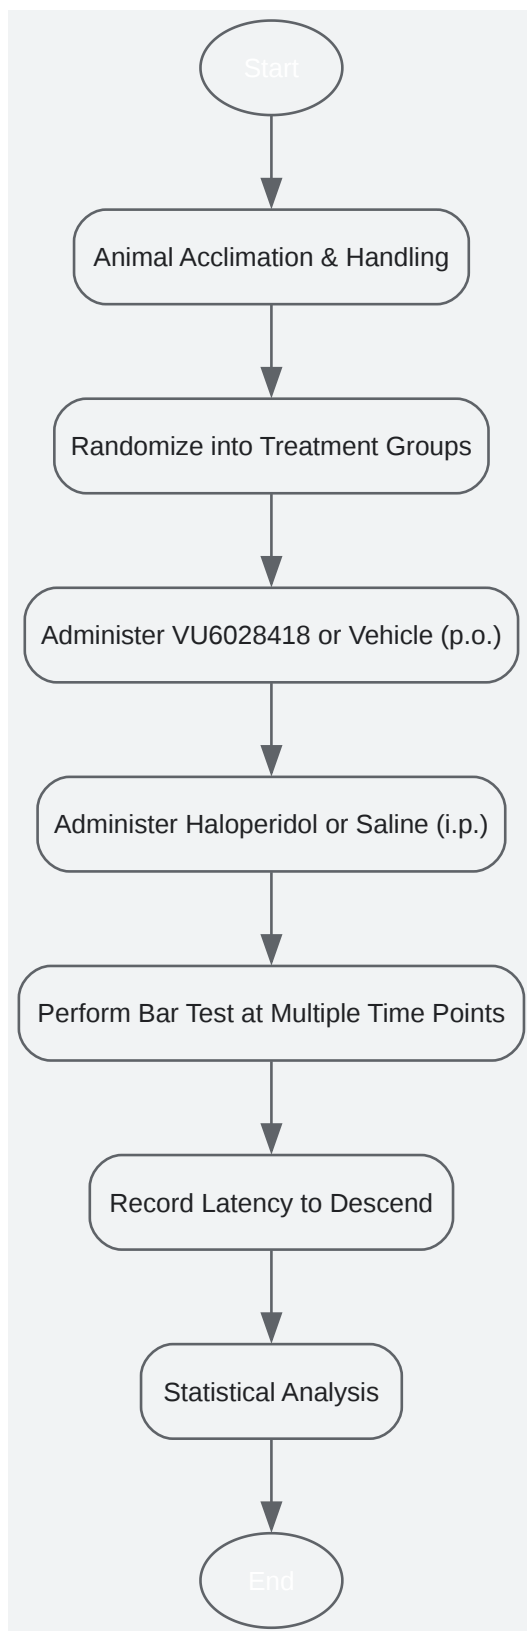 Start
Animal Acclimation & Handling
Randomize into Treatment Groups
Administer VU6028418 or Vehicle (p.o.)
Administer Haloperidol or Saline (i.p.)
Perform Bar Test at Multiple Time Points
Record Latency to Descend
Statistical Analysis
End